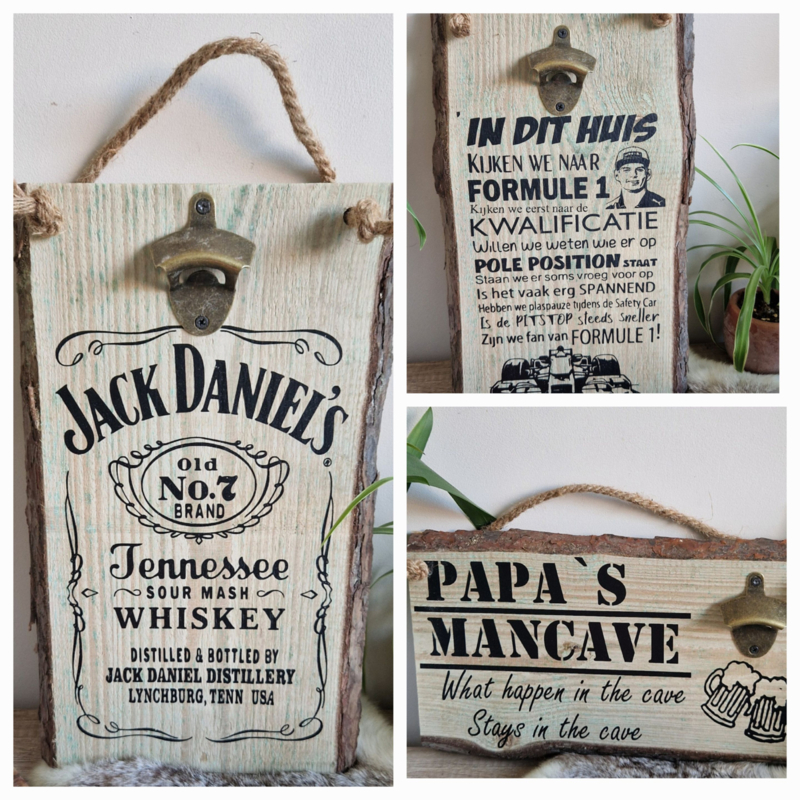 JACK DANIEL'S
®
Old
No.7
BRAND
Tennessee
SOUR MASH
WHISKEY
DISTILLED & BOTTLED BY
JACK DANIEL DISTILLERY
LYNCHBURG, TENN USA
IN DIT HUIS
KIJKEN WE NAAR
FORMULE 1
Kijken we eerst naar de
KWALIFICATIE
Willen we weten wie er op
POLE POSITION STAAT
Staan we er soms vroeg voor op
Is het vaak erg SPANNEND
Hebben we plaspauze tijdens de Safety Car
Is de PITSTOP steeds sneller
Zijn we fan van FORMULE 1!
PAPA`S
MANCAVE
What happen in the cave
Stays in the cave